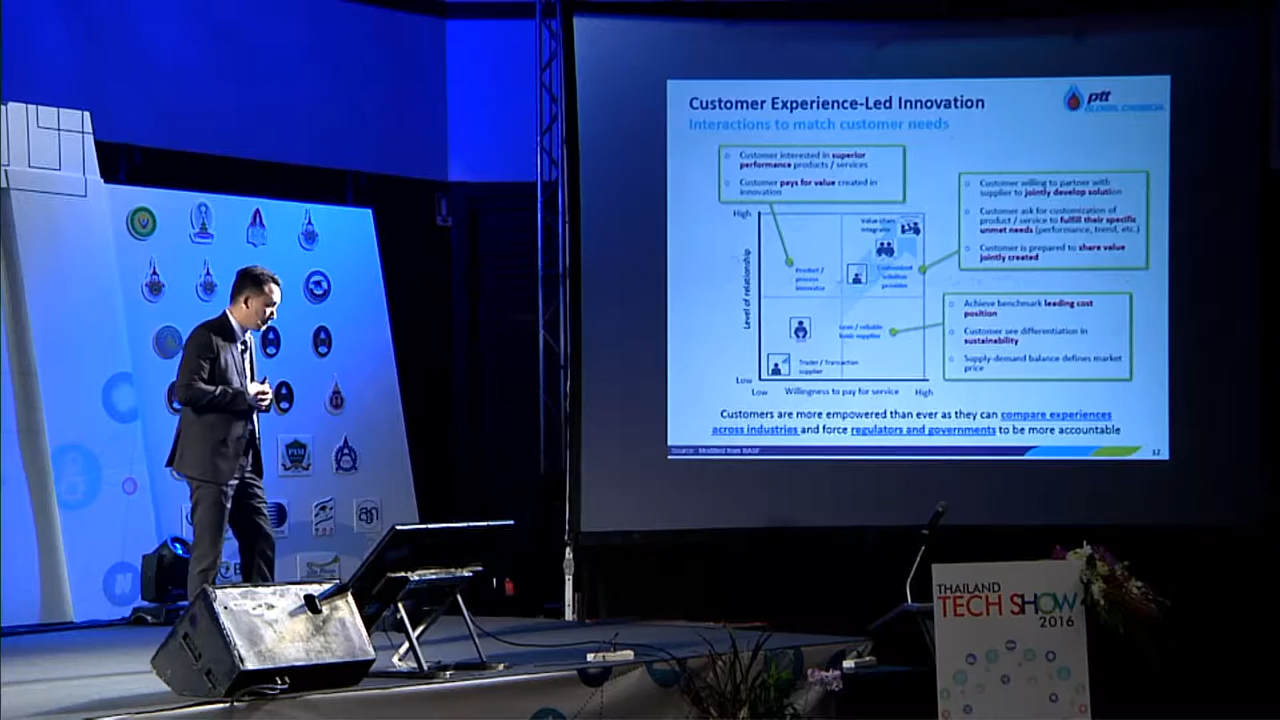 Customer Experience-Led Innovation
Interactions to match customer needs
ptt
GLOBAL CHEMICAL
Customer interested in superior
performance products / services
Customer pays for value created in
innovation
Customer willing to partner with
supplier to jointly develop solution
Customer ask for customization of
product / service to fulfill their specific
unmet needs (performance, trend, etc.)
Customer is prepared to share value
jointly created
Achieve benchmark leading cost
position
Customer see differentiation in
sustainability
Supply-demand balance defines market
price
High
Level of relationship
Low
Value chain
integrator
Product /
process
innovator
Customized
solution
provider
Lean / reliable
basic supplier
Trader / Transaction
supplier
Low
Willingness to pay for service
High
Customers are more empowered than ever as they can compare experiences
across industries and force regulators and governments to be more accountable
Source: Modified from BASF
12
PIM
THAILAND
TECH SHOW
2016